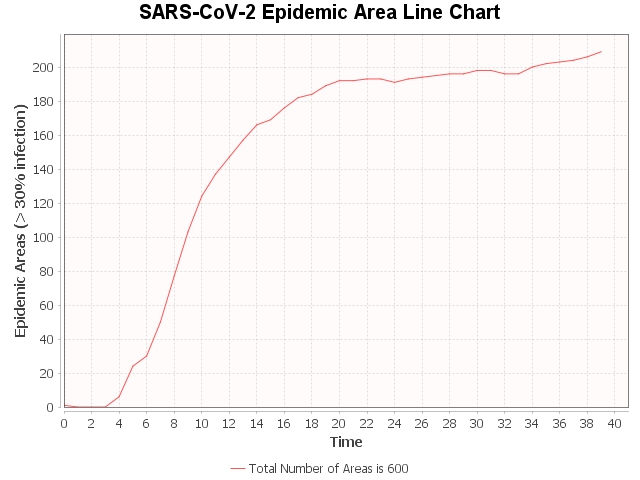 SARS-CoV-2 Epidemic Area Line Chart
Epidemic Areas (> 30% infection)
200
180
160
140
120
100
80
60
40
20
0
0 2 4 6 8 10 12 14 16 18 20 22 24 26 28 30 32 34 36 38 40
Time
Total Number of Areas is 600